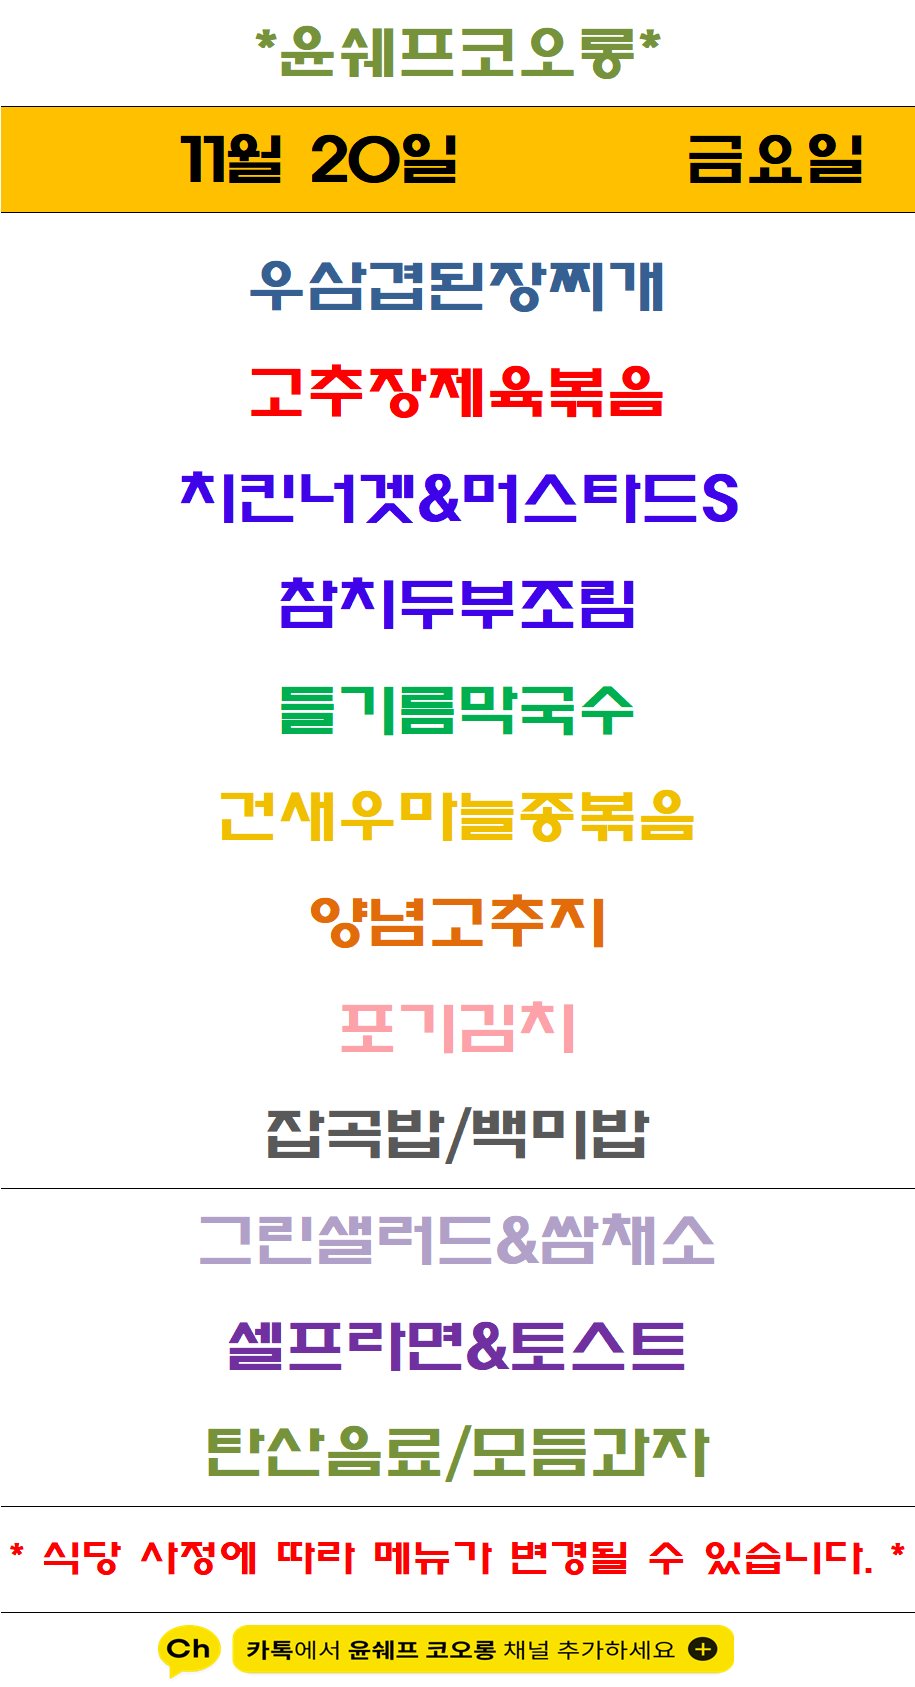 *윤쉐프코오롱*
11월 20일 금요일
우삼겹된장찌개
고추장제육볶음
치킨너겟&머스타드S
참치두부조림
들기름막국수
건새우마늘종볶음
양념고추지
포기김치
잡곡밥/백미밥
그린샐러드&쌈채소
셀프라면&토스트
탄산음료/모듬과자
* 식당 사정에 따라 메뉴가 변경될 수 있습니다. *
Ch 카톡에서 윤쉐프 코오롱 채널 추가하세요